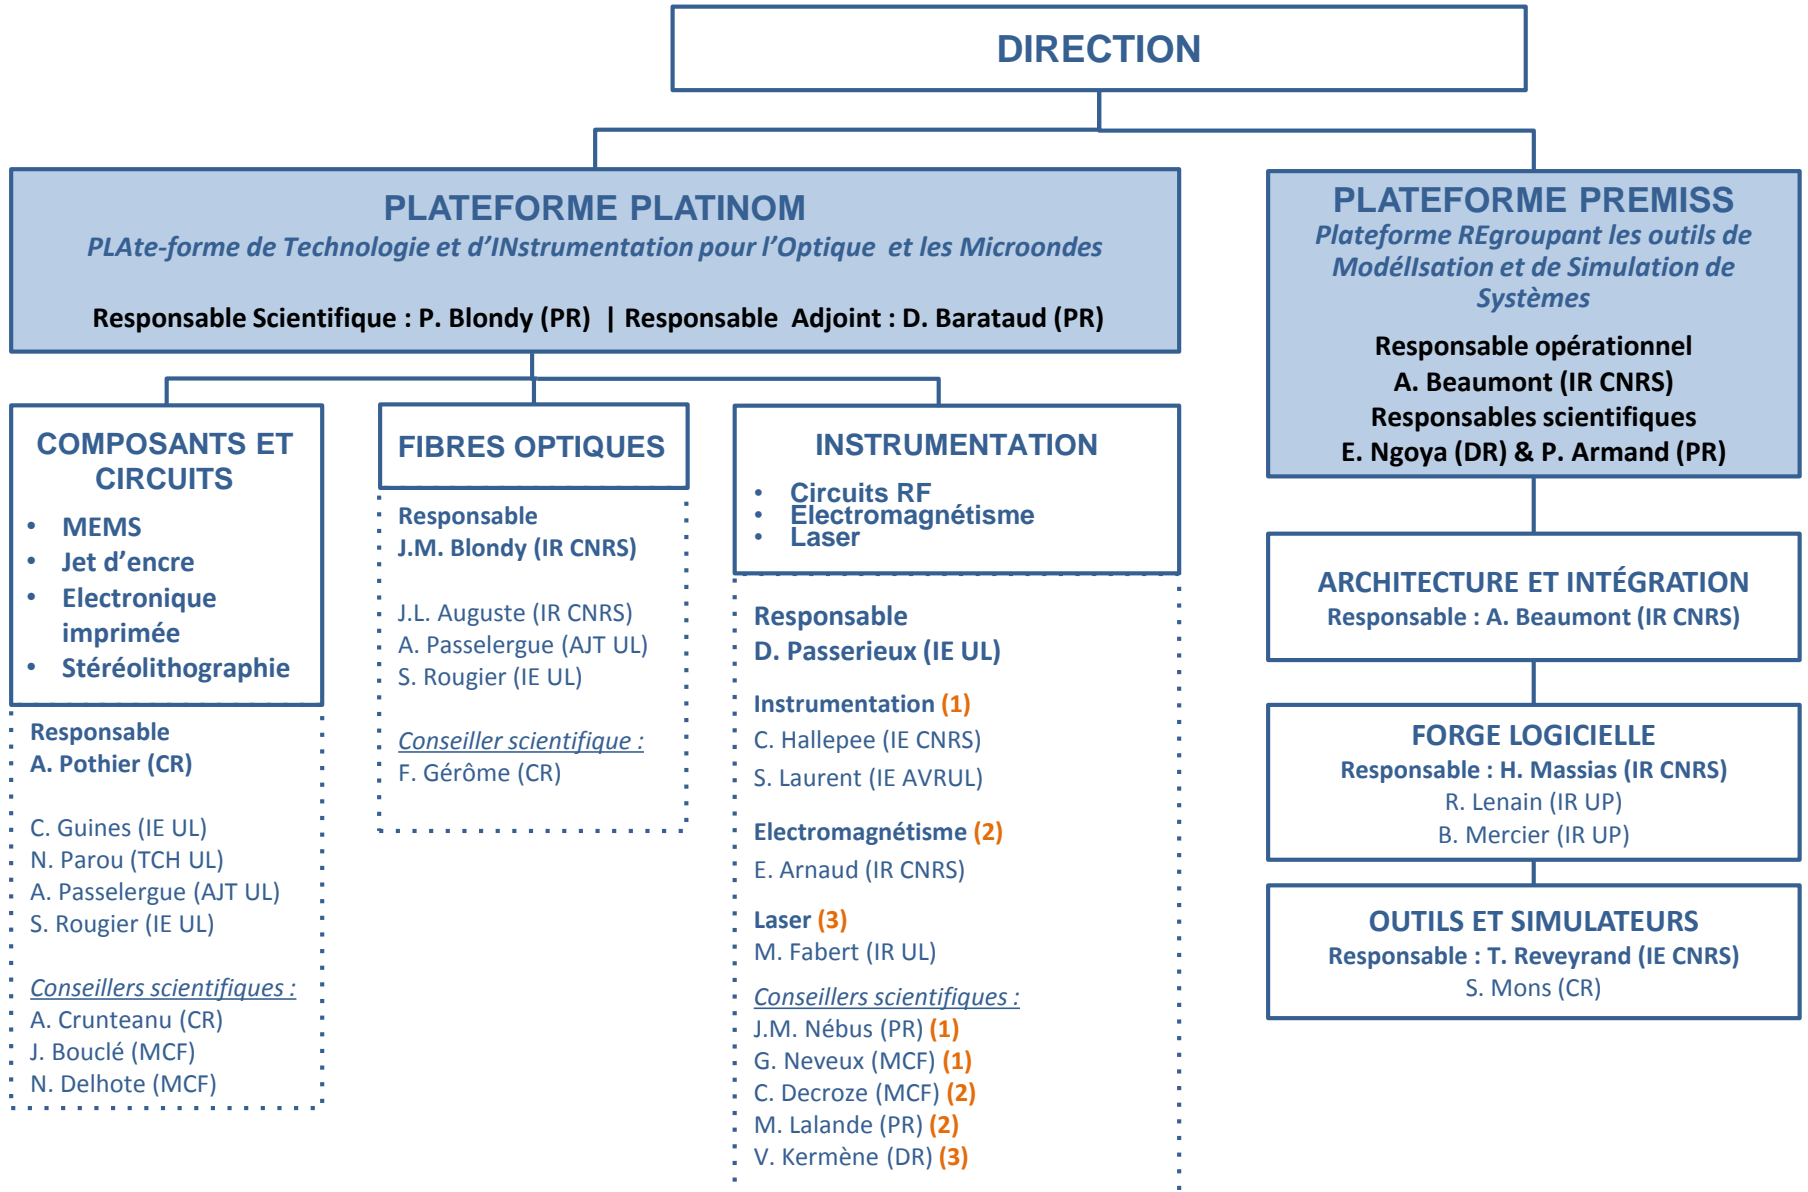 DIRECTION
PLATEFORME PLATINOM
PLAte-forme de Technologie et d'INstrumentation pour l'Optique et les Microondes
Responsable Scientifique : P. Blondy (PR) | Responsable Adjoint : D. Barataud (PR)
COMPOSANTS ET
CIRCUITS
• MEMS
• Jet d'encre
• Electronique
imprimée
• Stéréolithographie
Responsable
A. Pothier (CR)
C. Guines (IE UL)
N. Parou (TCH UL)
A. Passelergue (AJT UL)
S. Rougier (IE UL)
Conseillers scientifiques :
A. Crunteanu (CR)
J. Bouclé (MCF)
N. Delhote (MCF)
FIBRES OPTIQUES
Responsable
J.M. Blondy (IR CNRS)
J.L. Auguste (IR CNRS)
A. Passelergue (AJT UL)
S. Rougier (IE UL)
Conseiller scientifique :
F. Gérôme (CR)
INSTRUMENTATION
• Circuits RF
• Electromagnétisme
• Laser
Responsable
D. Passerieux (IE UL)
Instrumentation (1)
C. Hallepee (IE CNRS)
S. Laurent (IE AVRUL)
Electromagnétisme (2)
E. Arnaud (IR CNRS)
Laser (3)
M. Fabert (IR UL)
Conseillers scientifiques :
J.M. Nébus (PR) (1)
G. Neveux (MCF) (1)
C. Decroze (MCF) (2)
M. Lalande (PR) (2)
V. Kermène (DR) (3)
PLATEFORME PREMISS
Plateforme REgroupant les outils de
ModélIsation et de Simulation de
Systèmes
Responsable opérationnel
A. Beaumont (IR CNRS)
Responsables scientifiques
E. Ngoya (DR) & P. Armand (PR)
ARCHITECTURE ET INTÉGRATION
Responsable : A. Beaumont (IR CNRS)
FORGE LOGICIELLE
Responsable : H. Massias (IR CNRS)
R. Lenain (IR UP)
B. Mercier (IR UP)
OUTILS ET SIMULATEURS
Responsable : T. Reveyrand (IE CNRS)
S. Mons (CR)